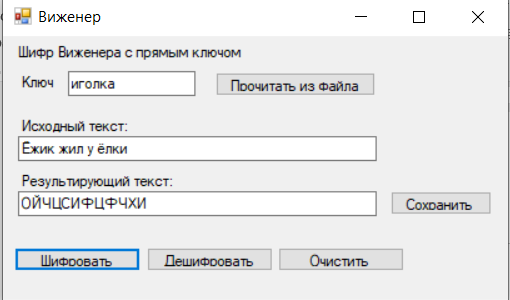 Виженер
Шифр Виженера с прямым ключом
Ключ иголка Прочитать из файла
Исходный текст:
Ёжик жил у ёлки
Результирующий текст:
ОЙЧЦСИФЦФЧХИ Сохранить
Шифровать Дешифровать Очистить